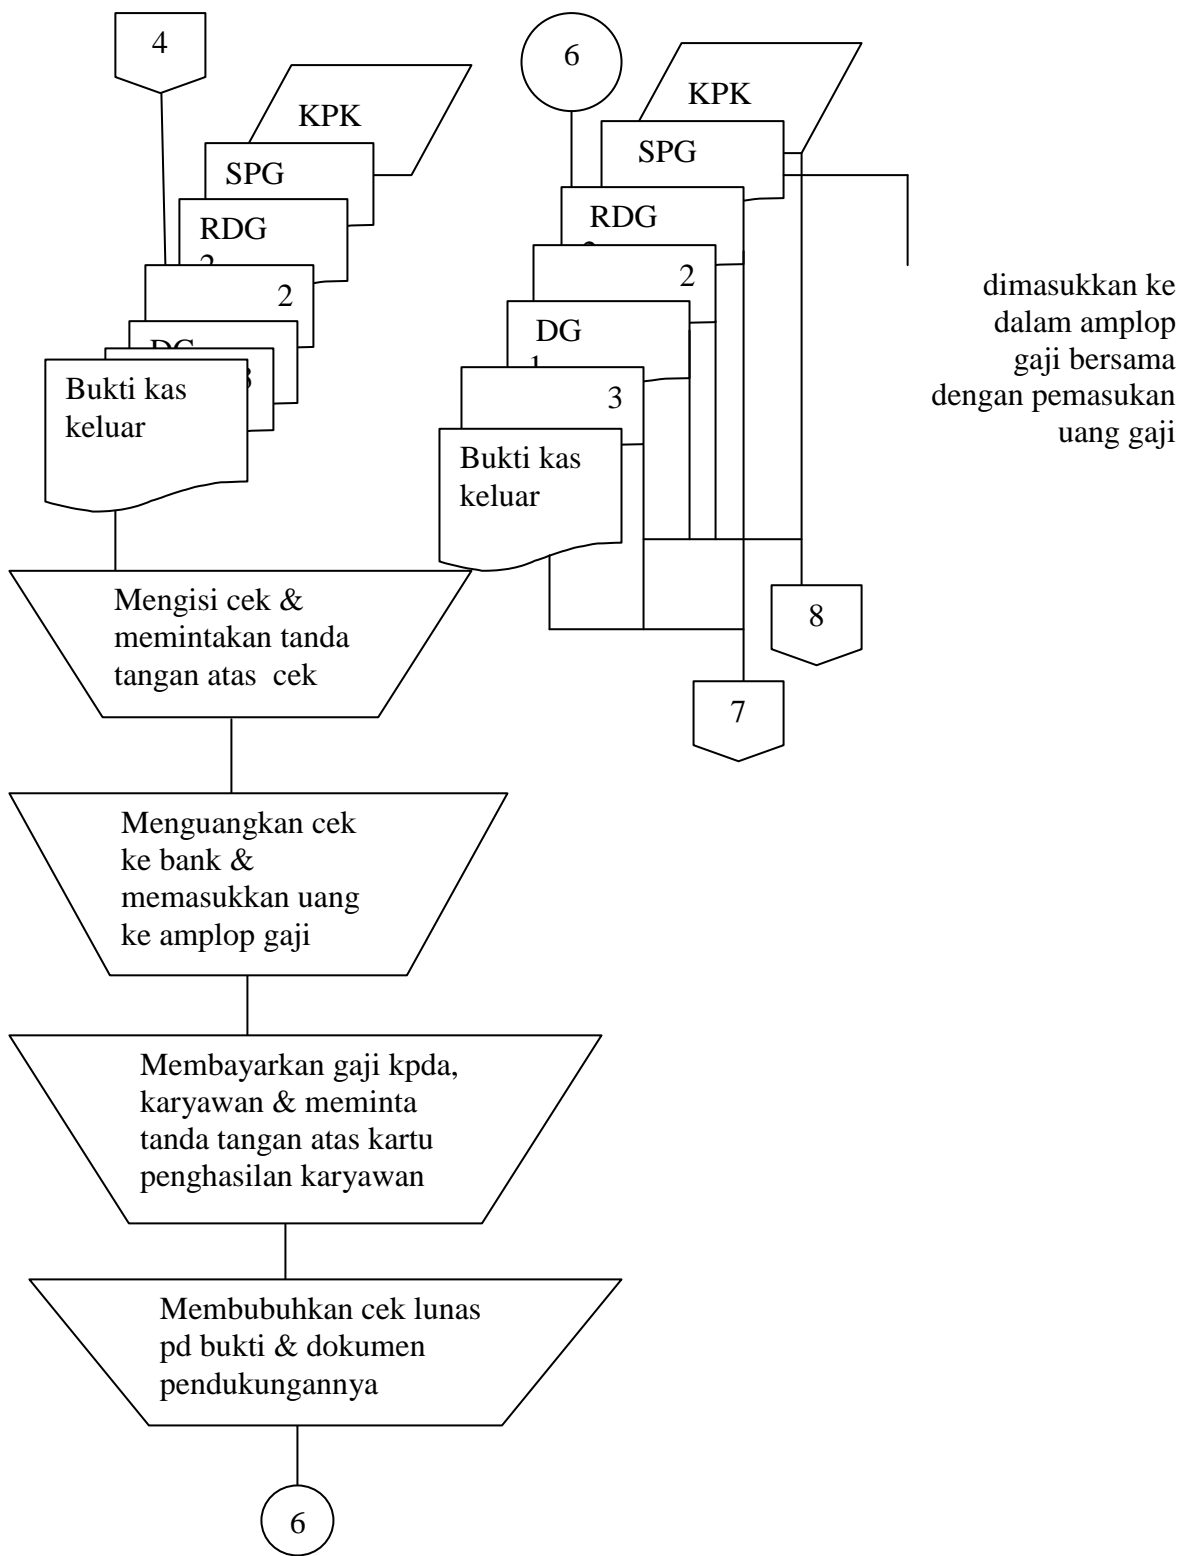 4
KPK
SPG
RDG
2
Bukti kas
keluar
Mengisi cek &
memintakan tanda
tangan atas cek
Menguangkan cek
ke bank &
memasukkan uang
ke amplop gaji
Membayarkan gaji kpda,
karyawan & meminta
tanda tangan atas kartu
penghasilan karyawan
Membubuhkan cek lunas
pd bukti & dokumen
pendukungannya
6
6
KPK
SPG
RDG
2
DG
3
Bukti kas
keluar
dimasukkan ke
dalam amplop
gaji bersama
dengan pemasukan
uang gaji
8
7